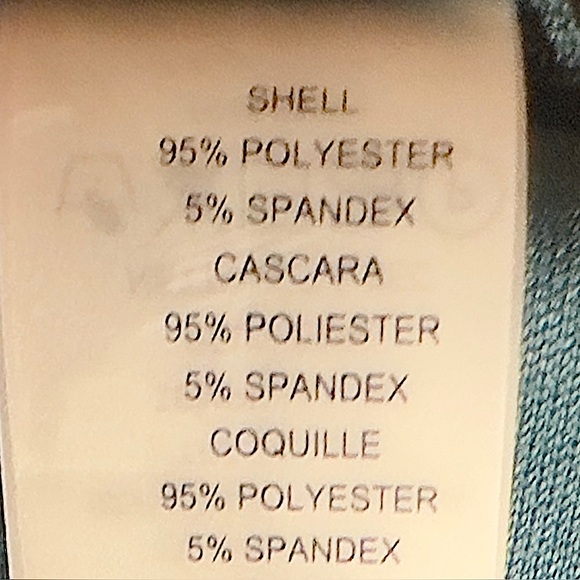 SHELL
95% POLYESTER
5% SPANDEX
CASCARA
95% POLIESTER
5% SPANDEX
COQUILLE
95% POLYESTER
5% SPANDEX